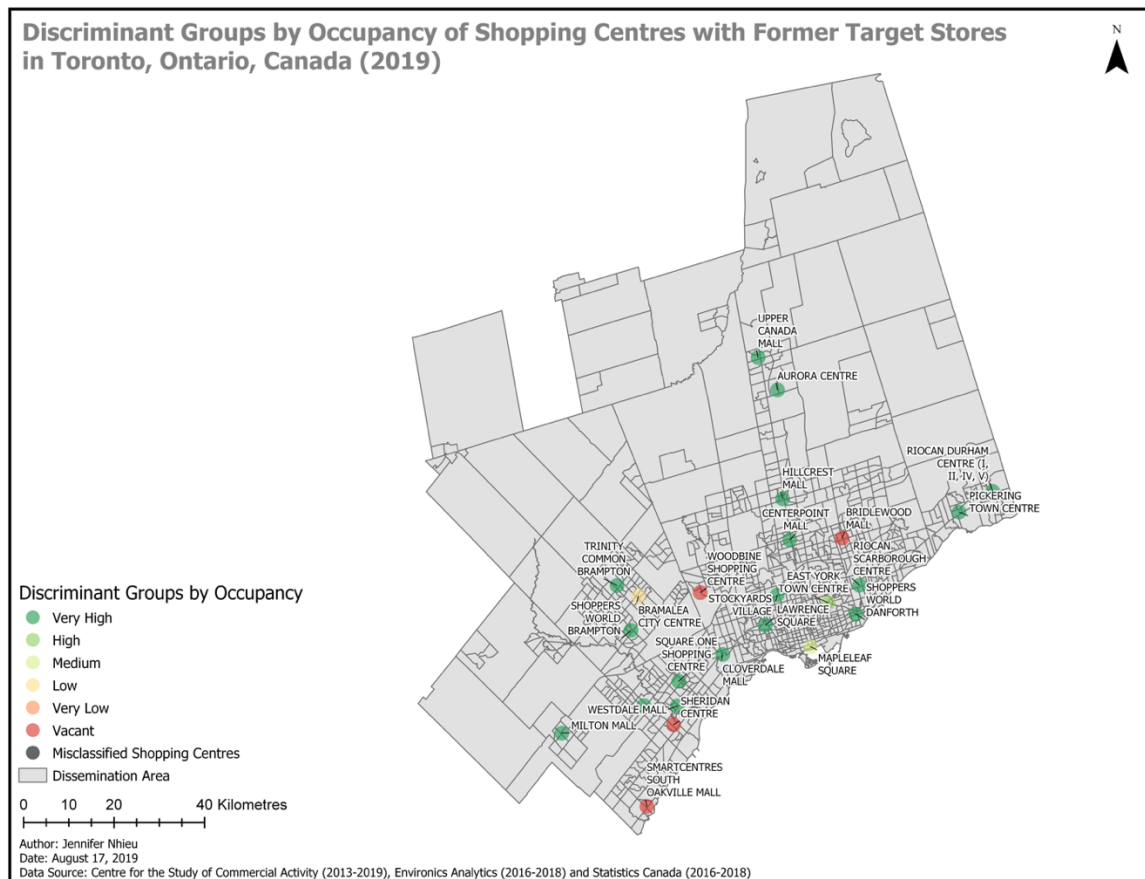 Discriminant Groups by Occupancy of Shopping Centres with Former Target Stores
in Toronto, Ontario, Canada (2019)
N
UPPER
CANADA
MALL
AURORA CENTRE
RIOCAN DURHAM
CENTRE (I,
II, IV, V)
PICKERING
TOWN CENTRE
HILLCREST
MALL
CENTERPOINT
MALL
BRIDLEWOOD
MALL
RIOCAN
SCARBOROUGH
CENTRE
SHOPPERS
WORLD
DANFORTH
WOODBINE
SHOPPING
CENTRE
EAST YORK
TOWN CENTRE
STOCKYARDS
VILLAGE
LAWRENCE
SQUARE
TRINITY
COMMON
BRAMPTON
BRAMALEA
CITY CENTRE
SHOPPERS
WORLD
BRAMPTON
SQUARE ONE
SHOPPING
CENTRE
CLOVERDALE
MALL
MAPLELEAF
SQUARE
WESTDALE MALL
SHERIDAN
CENTRE
MILTON MALL
SMARTCENTRES
SOUTH
OAKVILLE MALL
Discriminant Groups by Occupancy
Very High
High
Medium
Low
Very Low
Vacant
Misclassified Shopping Centres
Dissemination Area
0 10 20 40 Kilometres
Author: Jennifer Nhieu
Date: August 17, 2019
Data Source: Centre for the Study of Commercial Activity (2013-2019), Environics Analytics (2016-2018) and Statistics Canada (2016-2018)